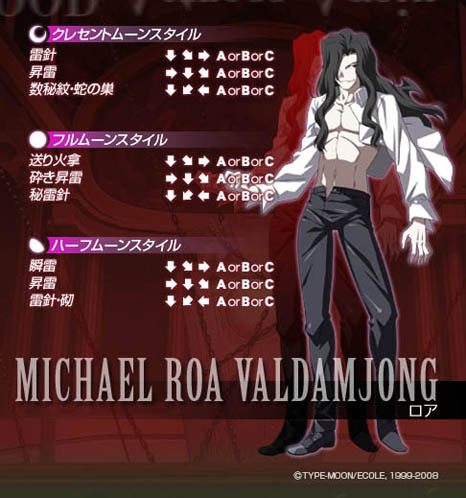 クレセントムーンスタイル
雷針 ⬇⬊➡ AorBorC
昇雷 ➡⬇⬊ AorBorC
数秘紋・蛇の巣 ⬇⬋⬅ AorBorC
フルムーンスタイル
送り火拿 ⬇⬊➡ AorBorC
砕き昇雷 ➡⬇⬊ AorBorC
秘雷針 ⬇⬋⬅ AorBorC
ハーフムーンスタイル
瞬雷 ⬇⬊➡ AorBorC
昇雷 ➡⬇⬊ AorBorC
雷針・砌 ⬇⬋⬅ AorBorC
MICHAEL ROA VALDAMJONG
ロア
©TYPE-MOON/ECOLE, 1999-2008